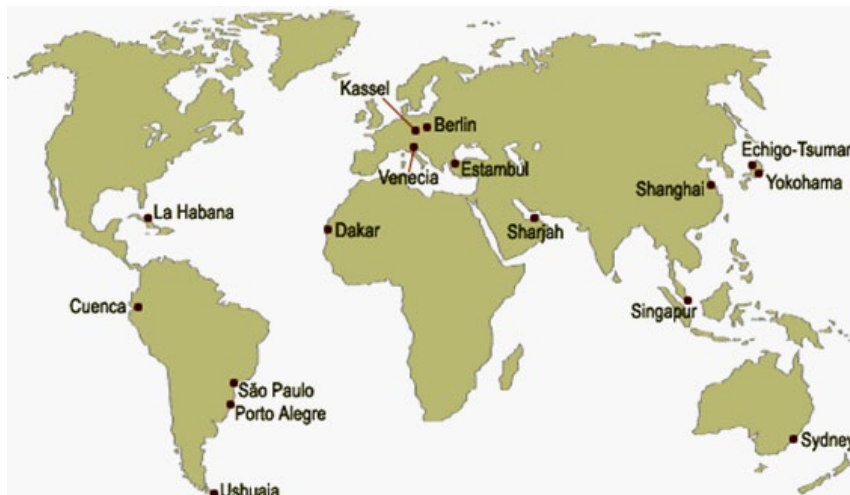 Kassel
Berlin
Echigo-Tsumar
Venecia
Estambul
Yokohama
Shanghai
La Habana
Dakar
Sharjah
Cuenca
Singapur
São Paulo
Porto Alegre
Sydney
Ushuaia